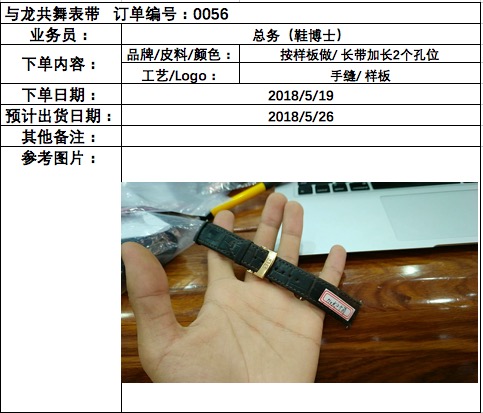 与龙共舞表带 订单编号：0056
业务员： 总务（鞋博士）
下单内容： 品牌/皮料/颜色： 按样板做/ 长带加长2个孔位
工艺/Logo： 手缝/ 样板
下单日期： 2018/5/19
预计出货日期： 2018/5/26
其他备注：
参考图片：